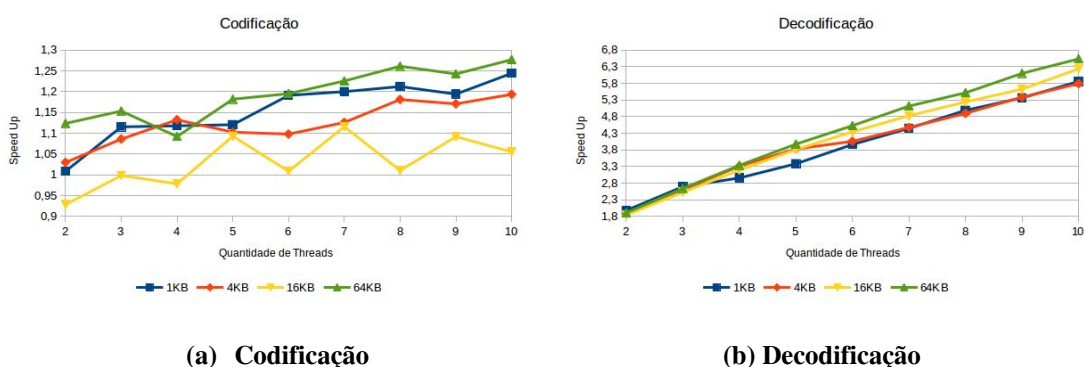 Codificação
1,3
1,25
1,2
1,15
1,1
1,05
1
0,95
0,9
Speed Up
2 3 4 5 6 7 8 9 10
Quantidade de Threads
1KB 4KB 16KB 64KB
(a) Codificação
Decodificação
6,8
6,3
5,8
5,3
4,8
4,3
3,8
3,3
2,8
2,3
1,8
Speed Up
2 3 4 5 6 7 8 9 10
Quantidade de Threads
1KB 4KB 16KB 64KB
(b) Decodificação